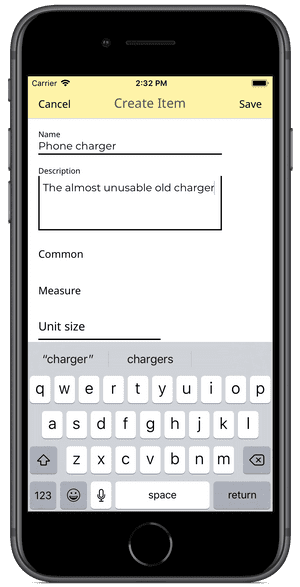 Carrier 2:32 PM
Cancel Create Item Save
Name
Phone charger
Description
The almost unusable old charger
Common
Measure
Unit size
“charger” chargers
q w e r t y u i o p
a s d f g h j k l
z x c v b n m
123 space return